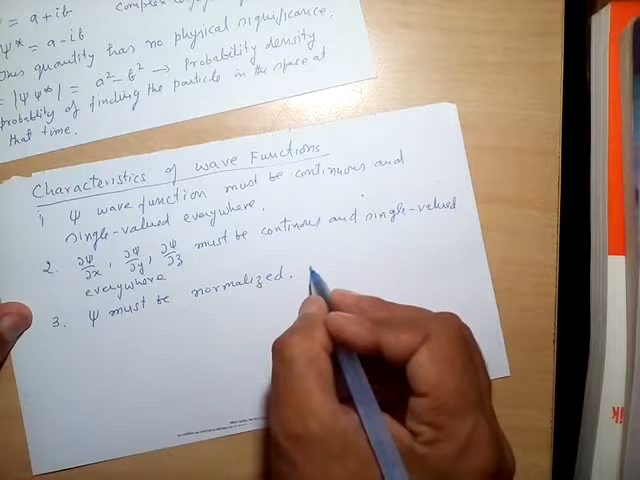 = a + ib
ψ* = a - ib
This quantity has no physical significance.
= |ψ ψ*| = a² - b² → Probability density
probability of finding the particle in the space at
that time.
Characteristics of wave Functions
1 ψ wave function must be continuous and
single-valued everywhere.
2. ∂ψ/∂x, ∂ψ/∂y, ∂ψ/∂z must be continous and single-valued
everywhere
3. ψ must be normalized.